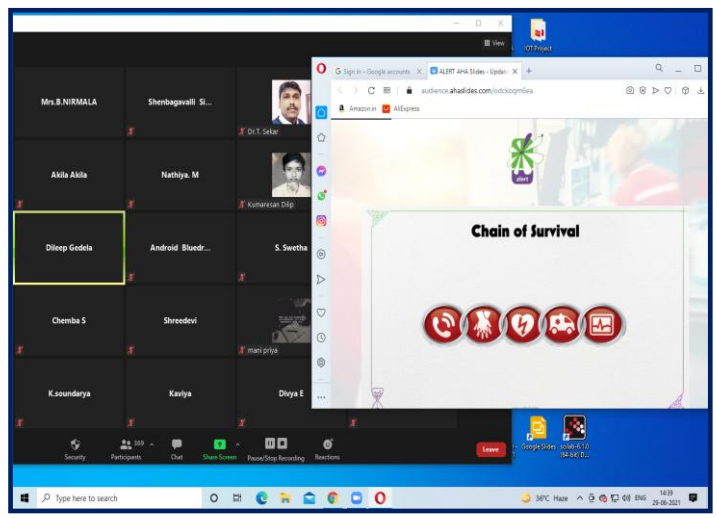 View
IOT Project
Sign in - Google accounts
ALERT AHA Slides - Update
audience.ahaslides.com/odckoqm6ea
Amazon.in
AliExpress
Mrs.B.NIRMALA
Shenbagavalli Si...
Dr.T. Sekar
Akila Akila
Nathiya. M
Kumaresan Dilip
alert
Dileep Gedela
Android Bluedr...
S. Swetha
Chain of Survival
Chemba S
Shreedevi
mani priya
K.soundarya
Kaviya
Divya E
Security
Participants
Chat
Share Screen
Pause/Stop Recording
Reactions
Leave
Google Slides
scilab-6.1.0
(64-bit) D...
Type here to search
36°C Haze
ENG
14:39
29-06-2021